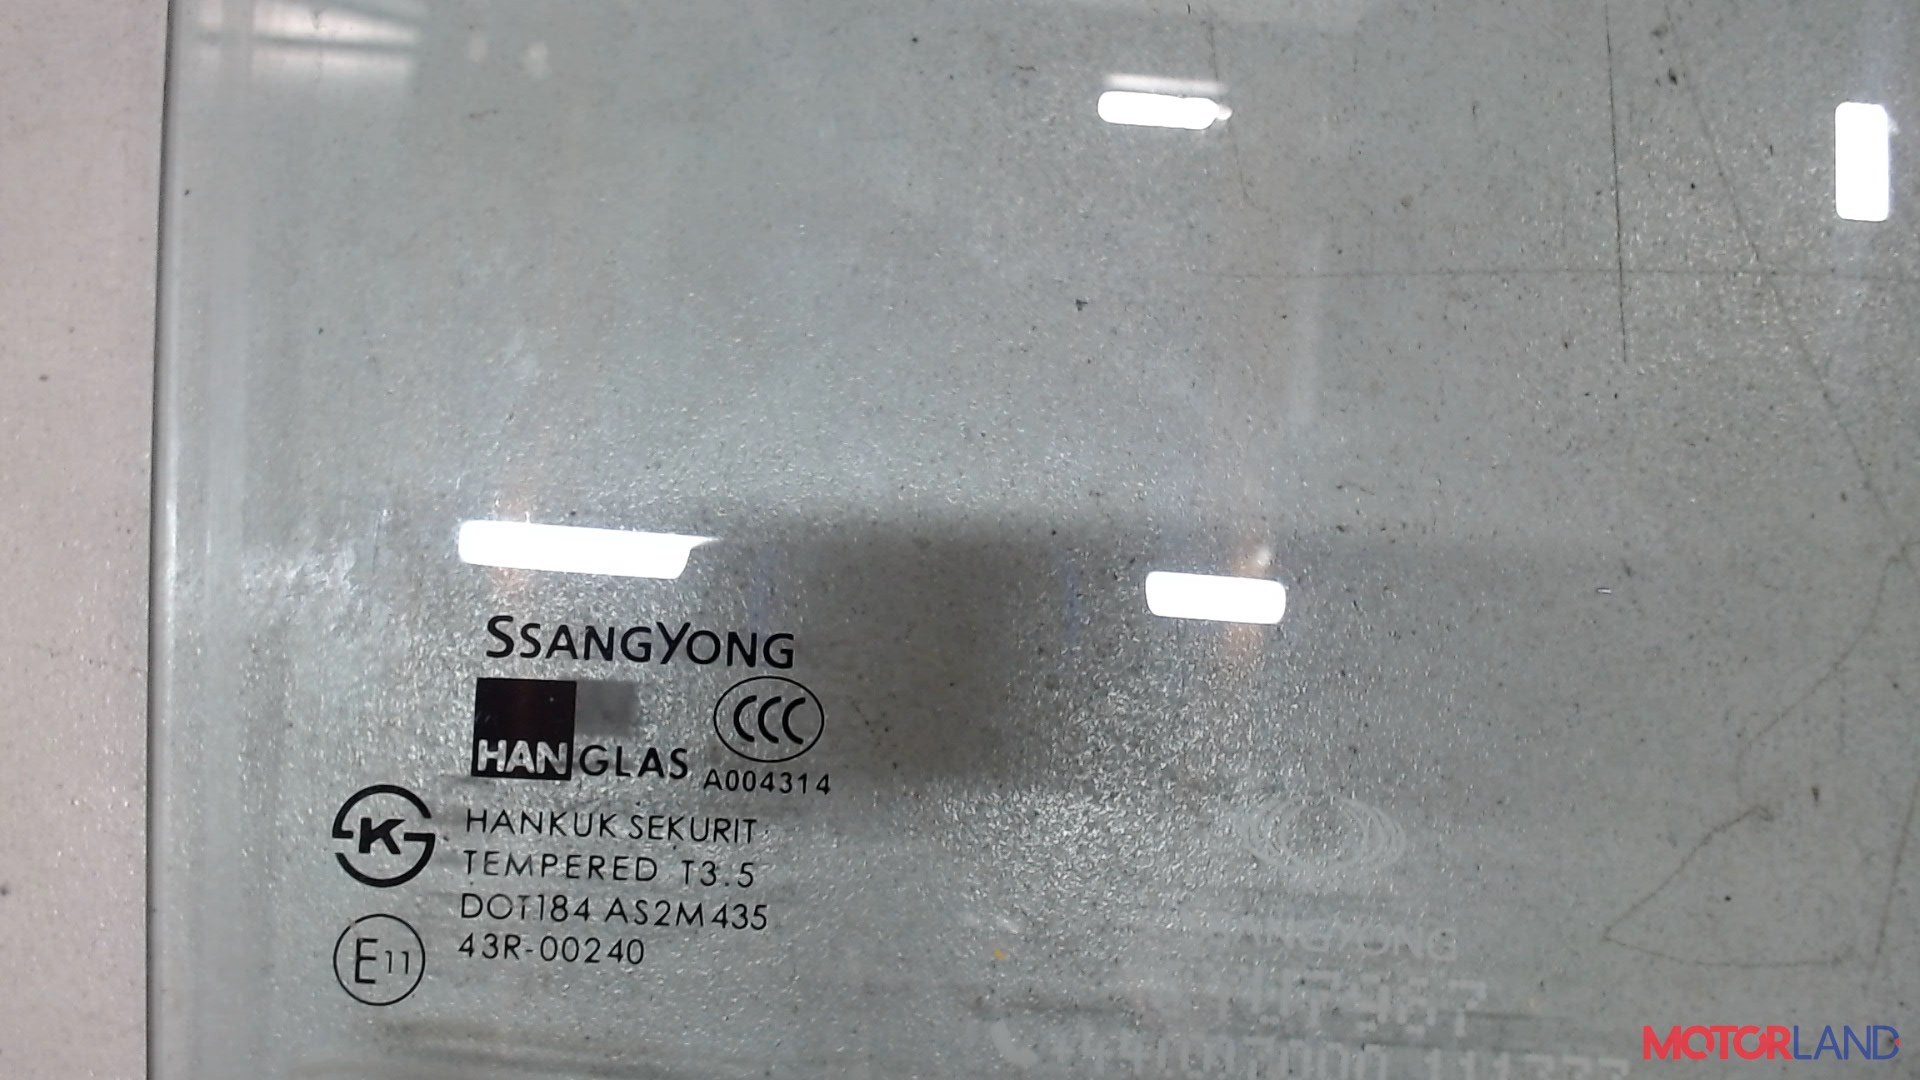 SSANGYONG
CCC
HANGLAS
A004314
K
HANKUK SEKURIT
TEMPERED T3.5
DOT184 AS2M435
E11
43R-00240
MOTORLAND